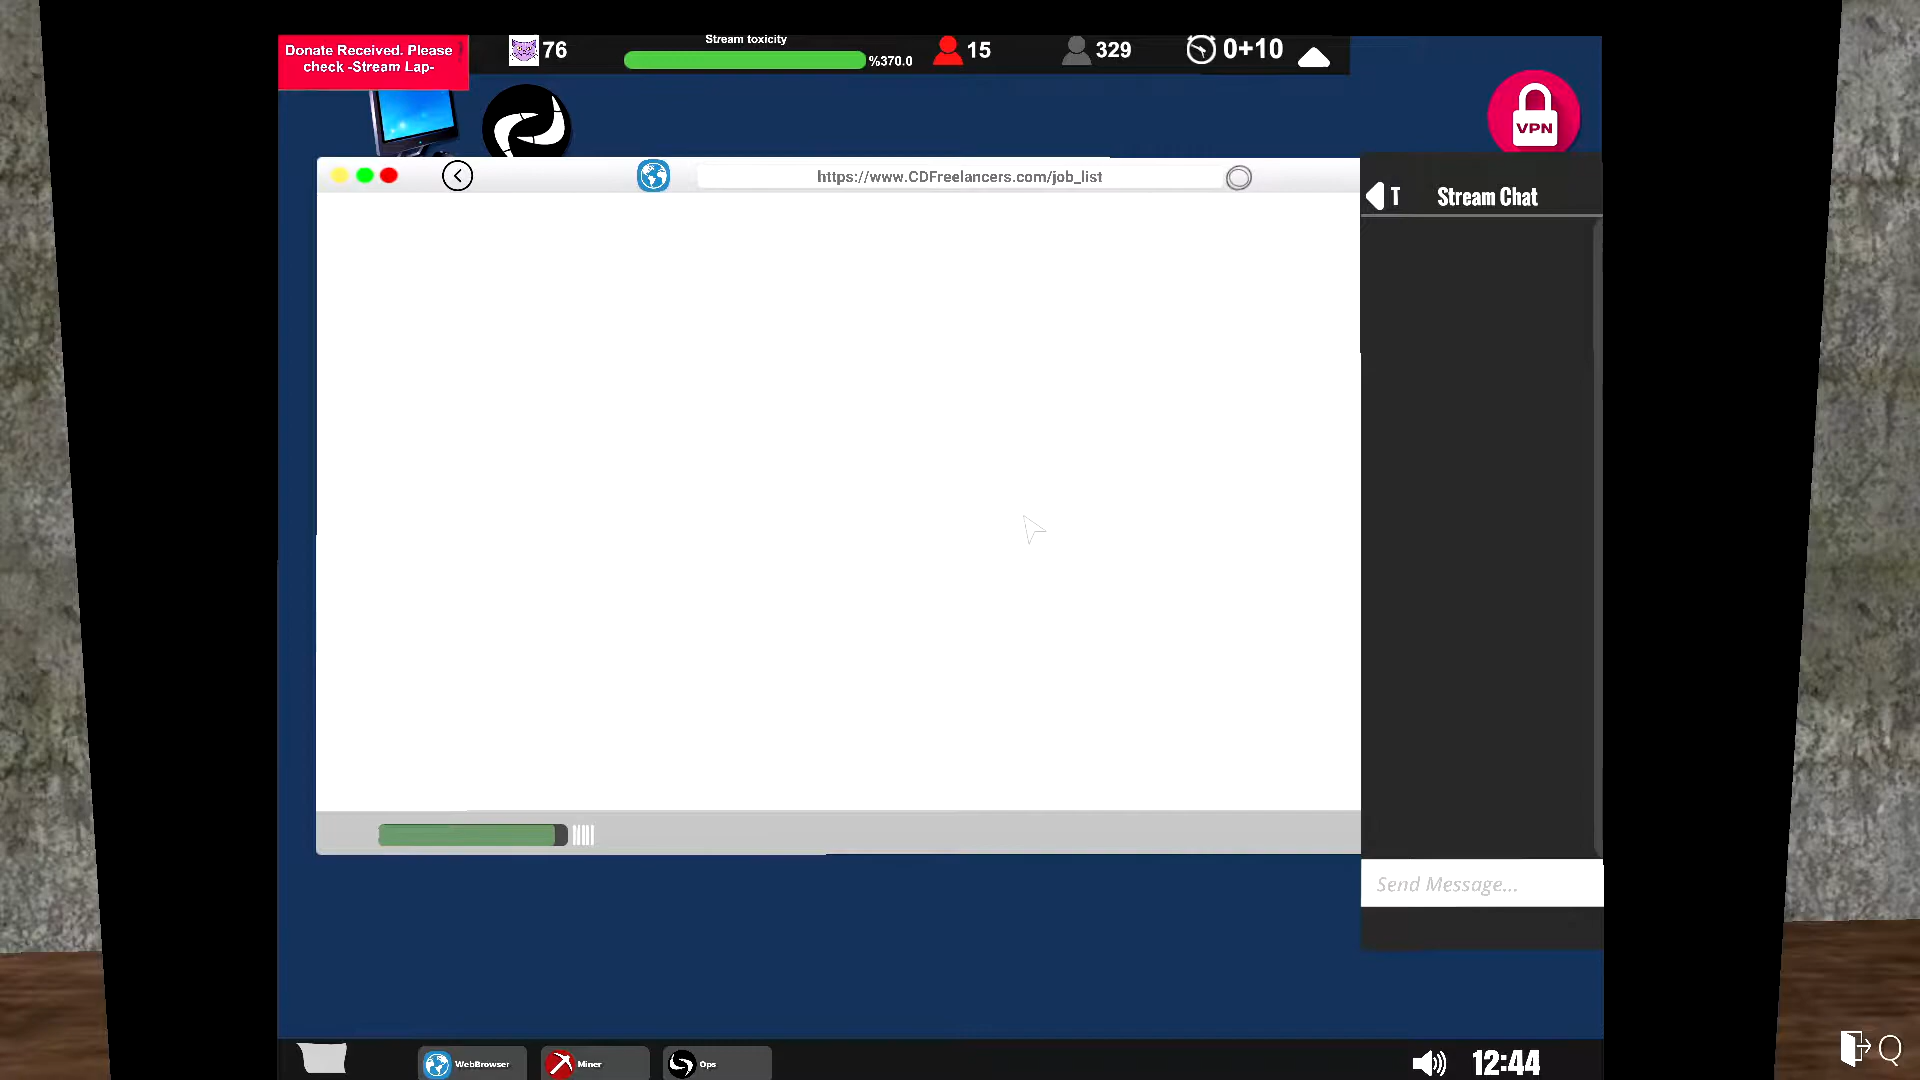 Donate Received. Please
check -Stream Lap-
76
Stream toxicity
%370.0
15
329
0+10
VPN
https://www.CDFreelancers.com/job_list
T
Stream Chat
Send Message...
WebBrowser
Miner
Ops
12:44
Q